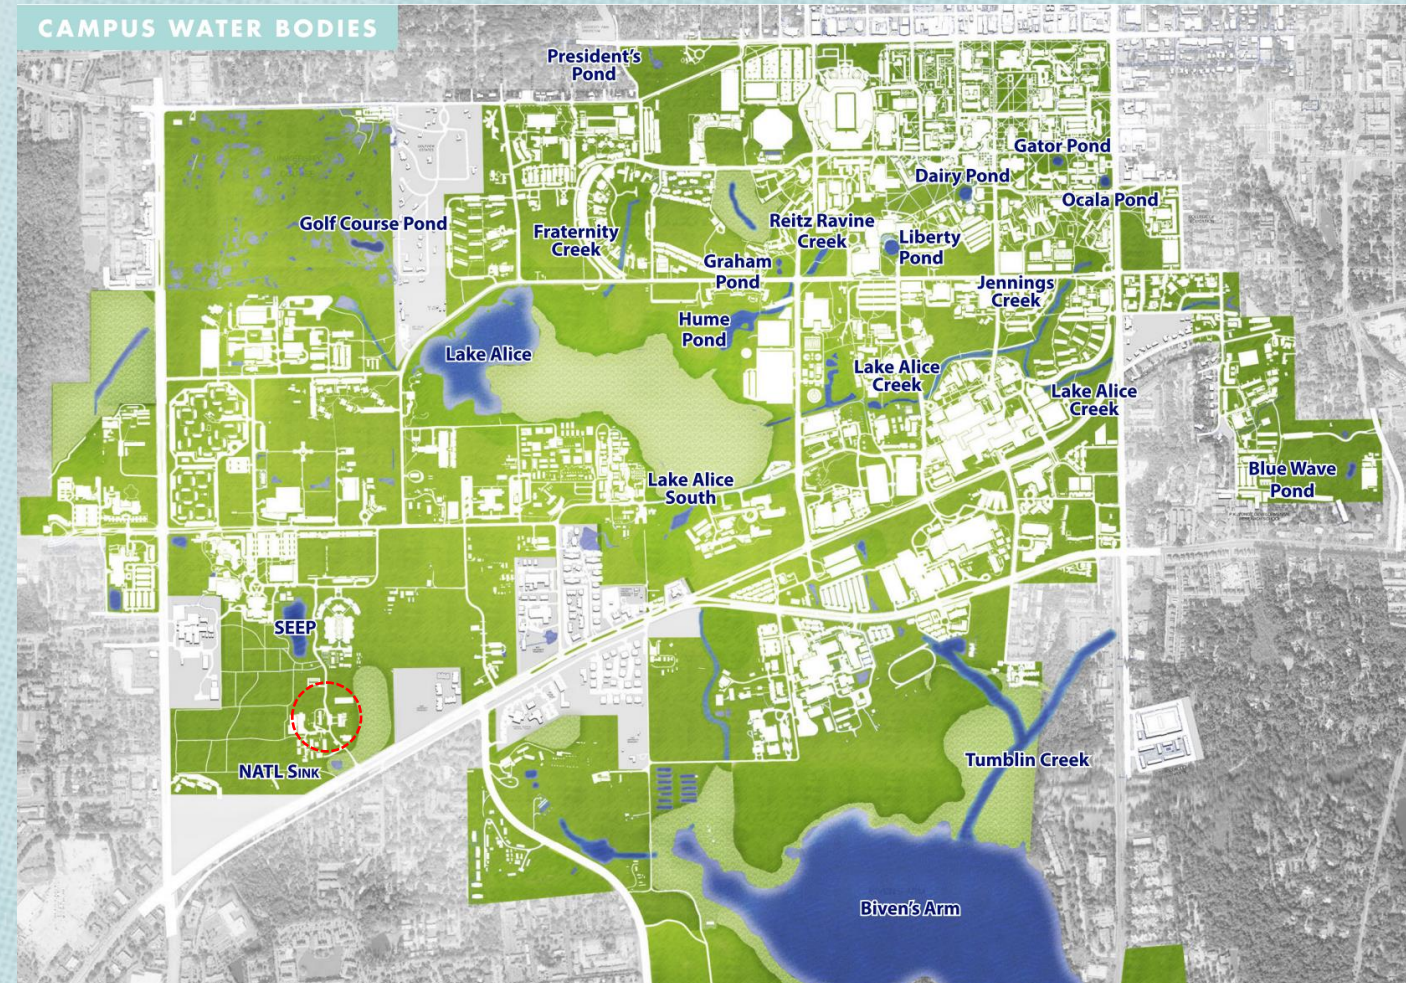 CAMPUS WATER BODIES
President's
Pond
Gator Pond
Dairy Pond
Ocala Pond
Golf Course Pond
Fraternity
Creek
Reitz Ravine
Creek
Liberty
Pond
Graham
Pond
Jennings
Creek
Hume
Pond
Lake Alice
Lake Alice
Creek
Lake Alice
Creek
Lake Alice
South
Blue Wave
Pond
SEEP
NATL SINK
Tumblin Creek
Biven's Arm